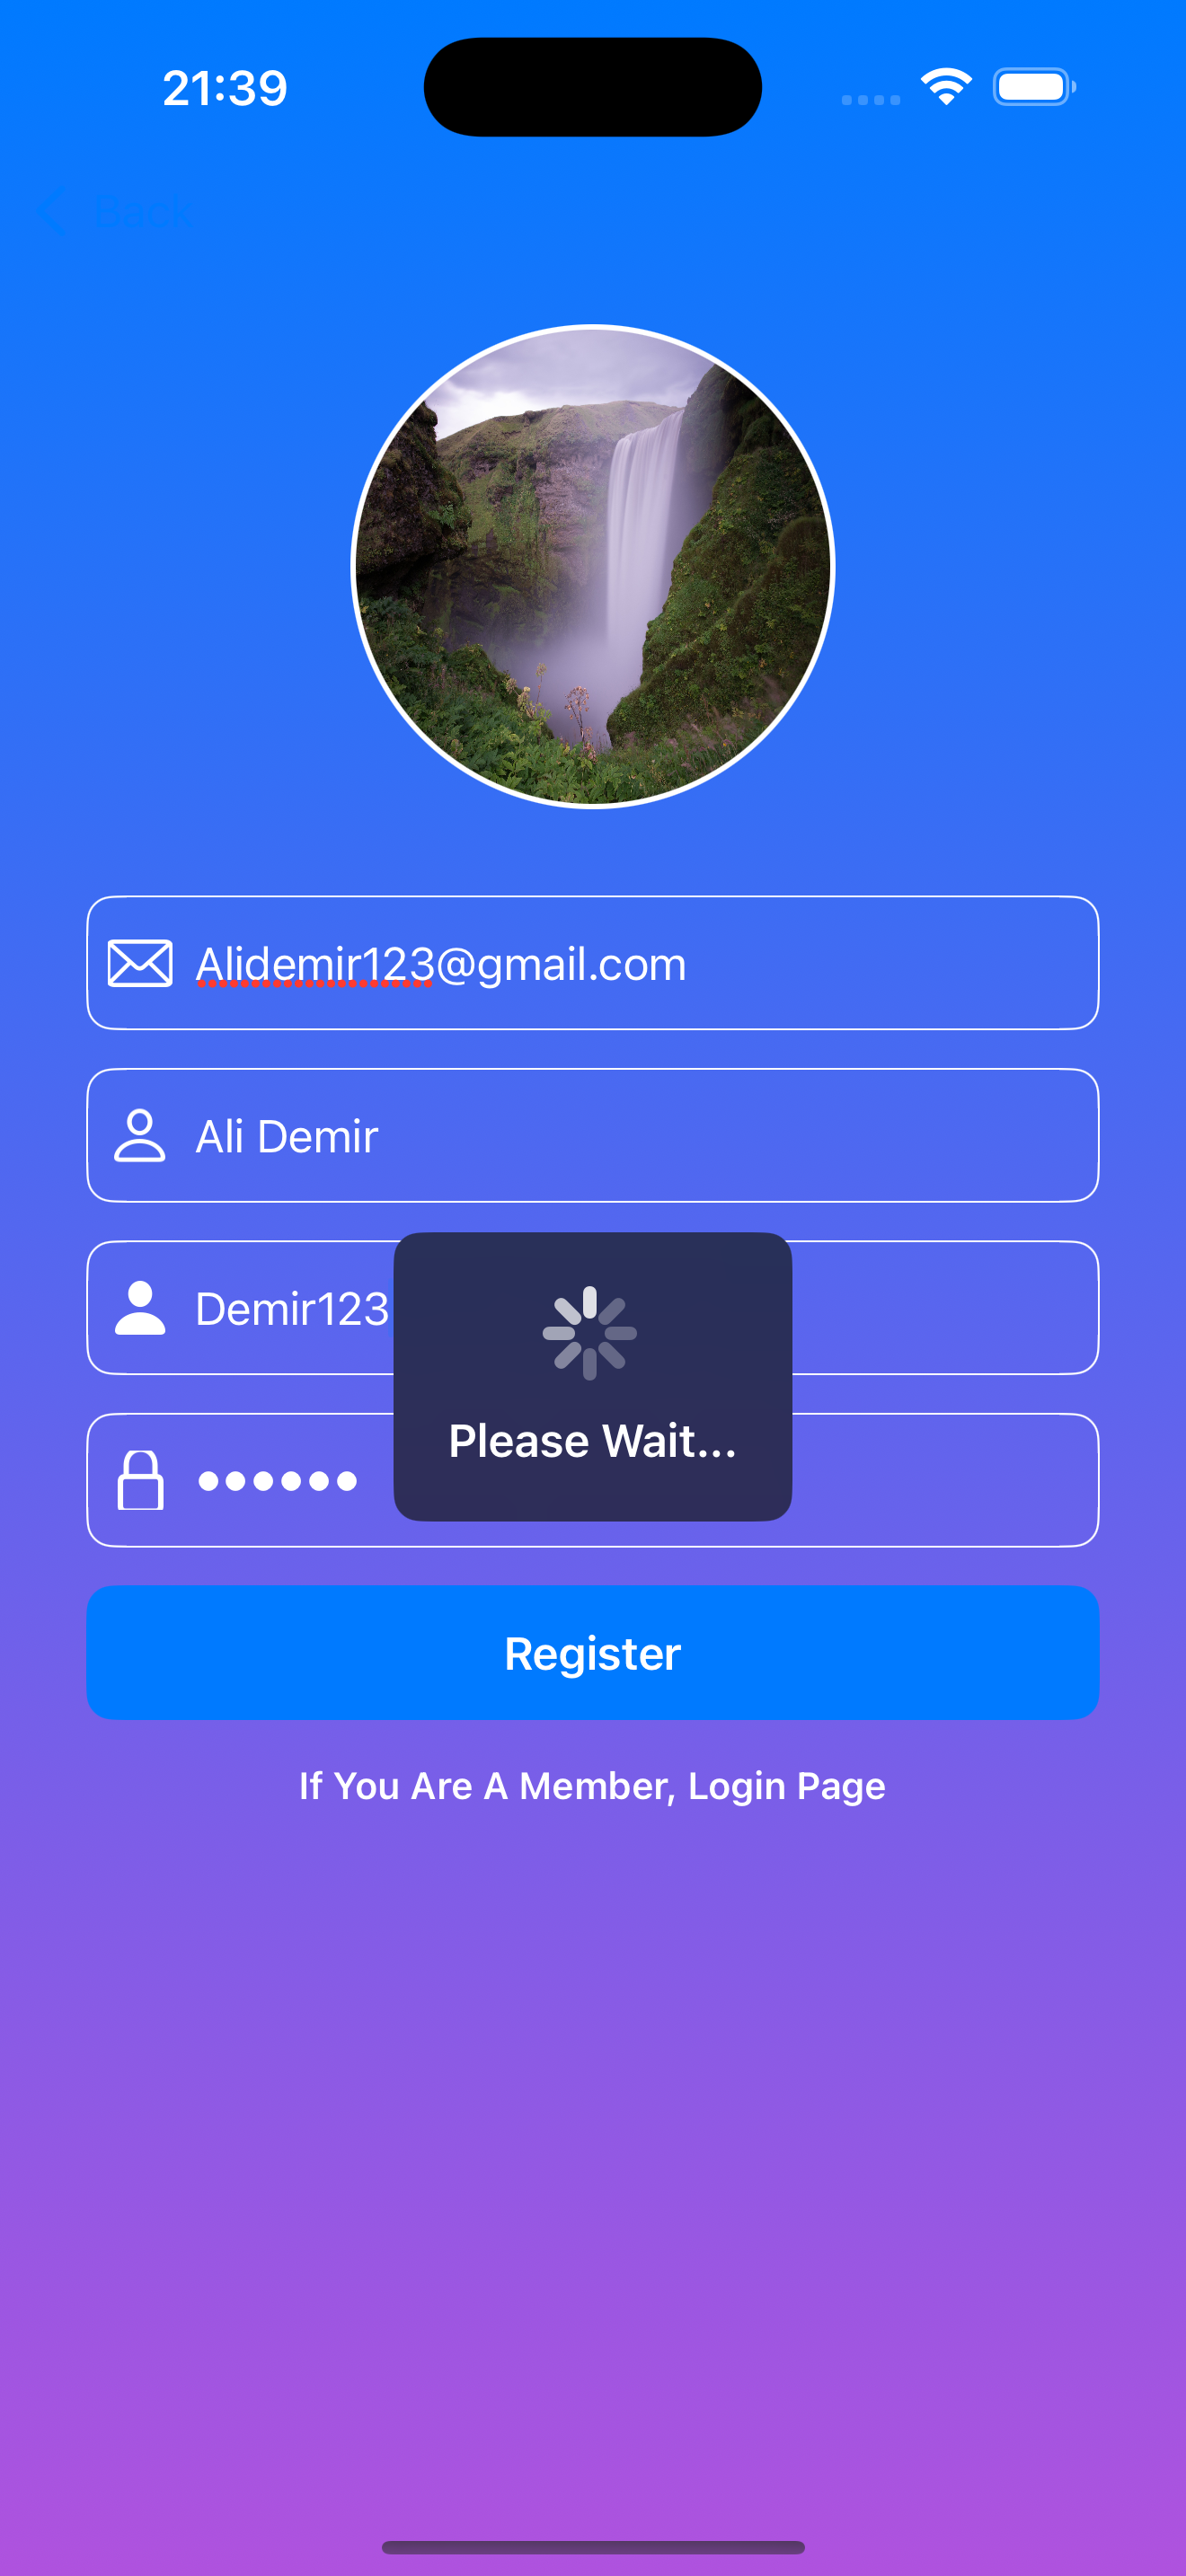 21:39
Back
Alidemir123@gmail.com
Ali Demir
Demir123
Please Wait...
••••••
Register
If You Are A Member, Login Page